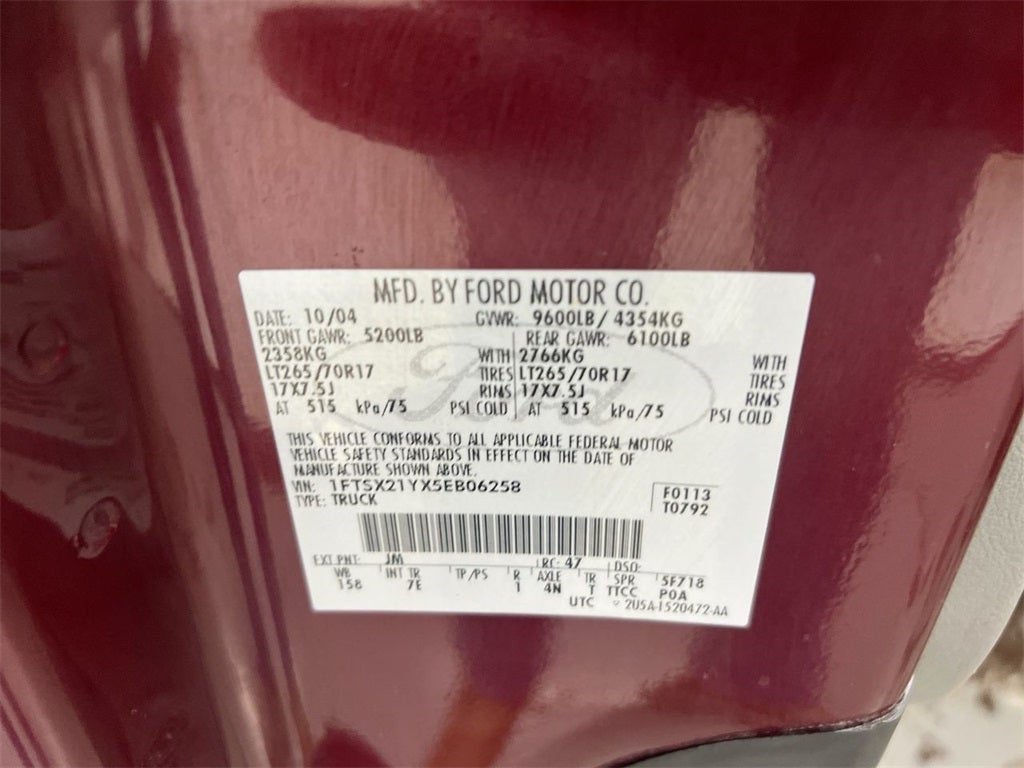 MFD. BY FORD MOTOR CO.
DATE: 10/04 GVWR: 9600LB/ 4354KG
FRONT GAWR: 5200LB REAR GAWR: 6100LB
2358KG WITH 2766KG WITH
LT265/70R17 TIRES LT265/70R17 TIRES
17X7.5J RIMS 17X7.5J RIMS
AT 515 kPa/75 PSI COLD AT 515 kPa/75 PSI COLD
Ford
THIS VEHICLE CONFORMS TO ALL APPLICABLE FEDERAL MOTOR
VEHICLE SAFETY STANDARDS IN EFFECT ON THE DATE OF
MANUFACTURE SHOWN ABOVE.
VIN: 1FTSX21YX5EB06258 F0113
TYPE: TRUCK T0792
EXT PNT: JM RC: 47 DSO:
WB INT TR TP/PS R AXLE TR SPR 5F718
158 7E 1 4N T TTCC POA
UTC 2U5A-1520472-AA